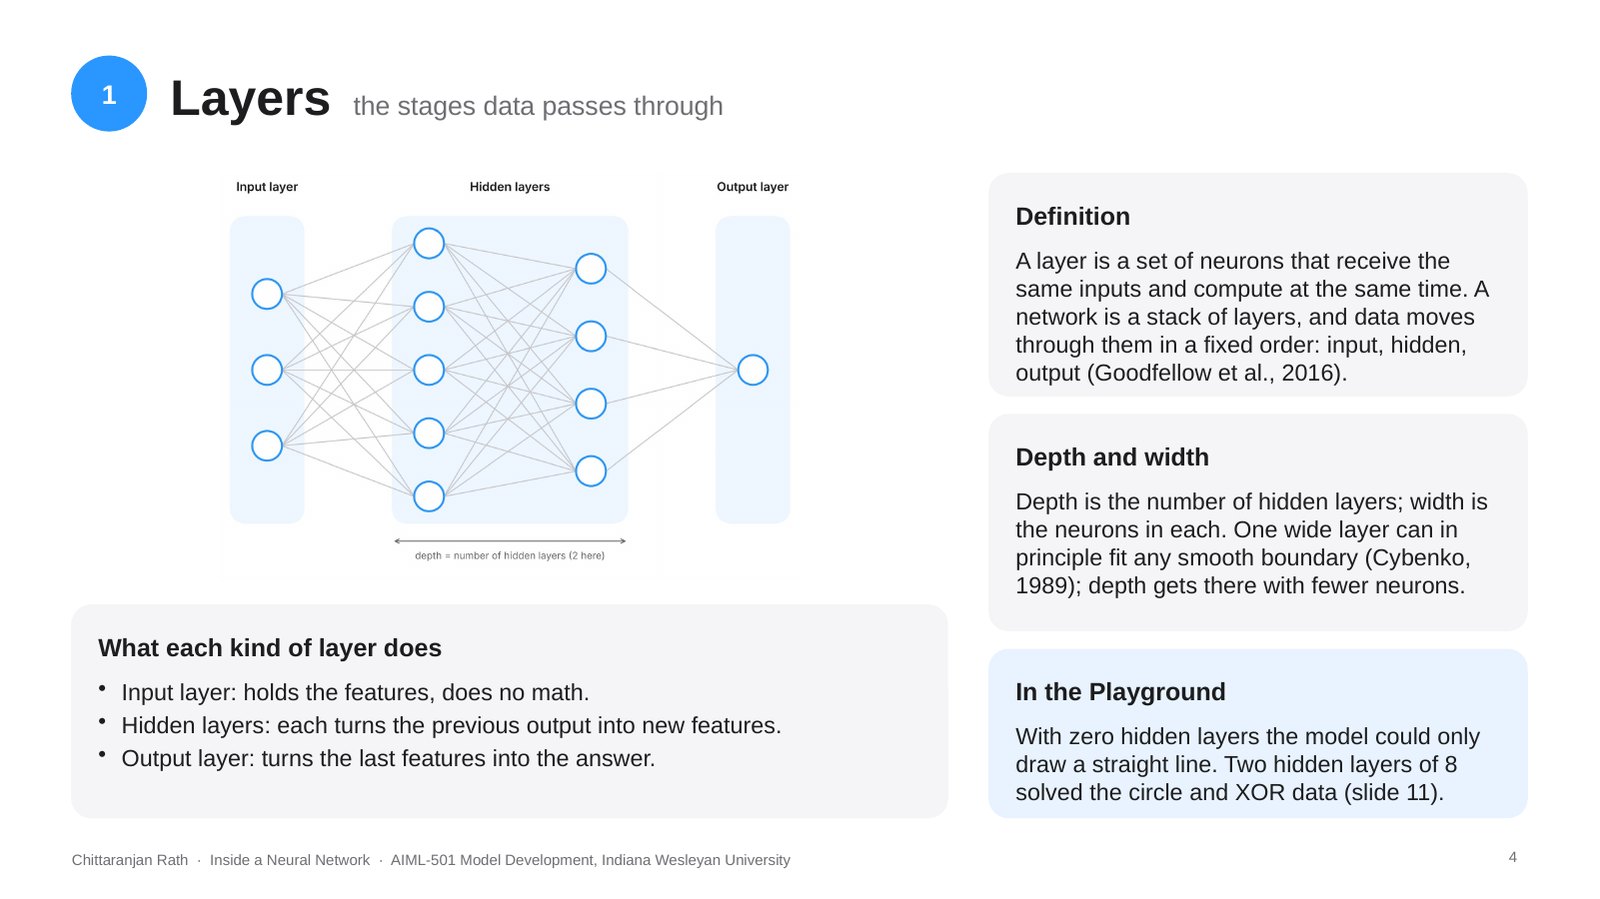 1
Layers the stages data passes through
Input layer
Hidden layers
Output layer
depth = number of hidden layers (2 here)
What each kind of layer does
• Input layer: holds the features, does no math.
• Hidden layers: each turns the previous output into new features.
• Output layer: turns the last features into the answer.
Definition
A layer is a set of neurons that receive the
same inputs and compute at the same time. A
network is a stack of layers, and data moves
through them in a fixed order: input, hidden,
output (Goodfellow et al., 2016).
Depth and width
Depth is the number of hidden layers; width is
the neurons in each. One wide layer can in
principle fit any smooth boundary (Cybenko,
1989); depth gets there with fewer neurons.
In the Playground
With zero hidden layers the model could only
draw a straight line. Two hidden layers of 8
solved the circle and XOR data (slide 11).
Chittaranjan Rath · Inside a Neural Network · AIML-501 Model Development, Indiana Wesleyan University
4